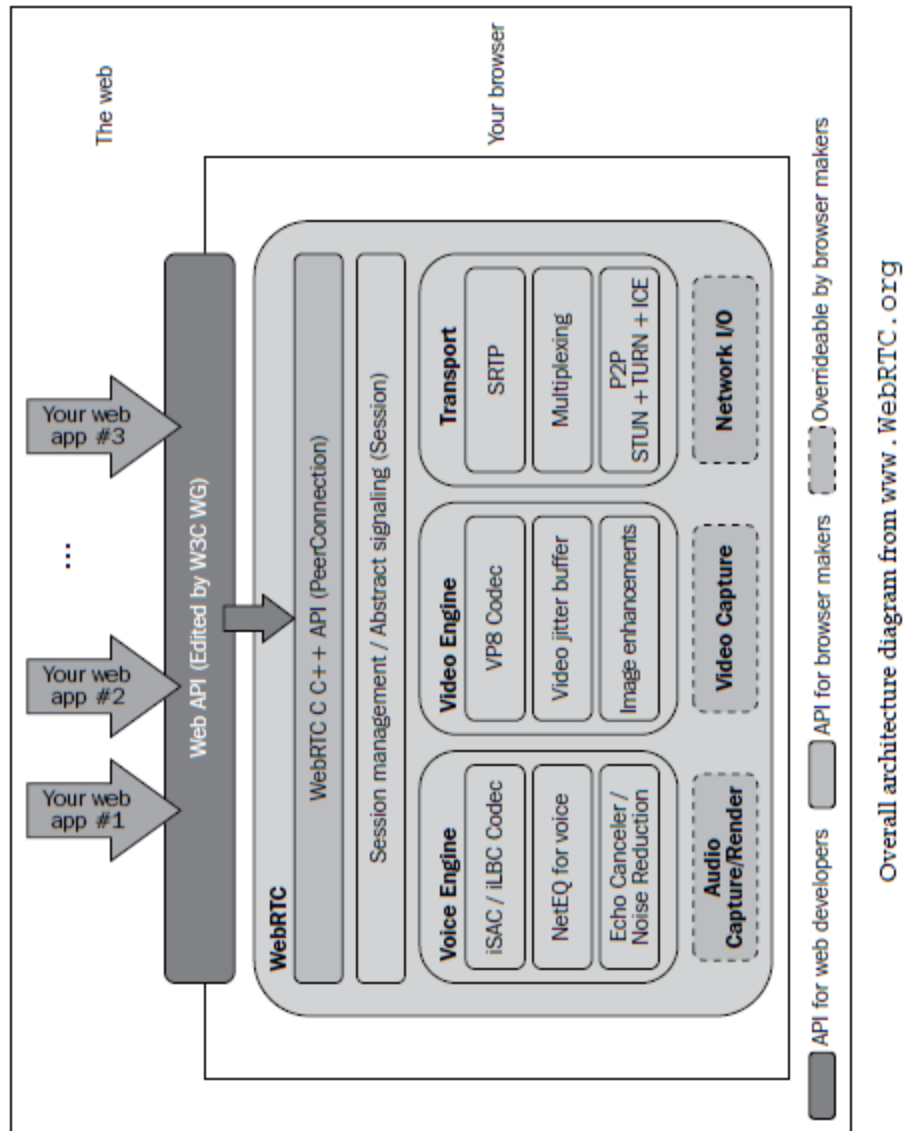 The web
Your web
app #1
Your web
app #2
...
Your web
app #3
Web API (Edited by W3C WG)
Your browser
WebRTC
WebRTC C C++ API (PeerConnection)
Session management / Abstract signaling (Session)
Voice Engine
iSAC / iLBC Codec
NetEQ for voice
Echo Canceler /
Noise Reduction
Video Engine
VP8 Codec
Video jitter buffer
Image enhancements
Transport
SRTP
Multiplexing
P2P
STUN + TURN + ICE
Audio
Capture/Render
Video Capture
Network I/O
API for web developers
API for browser makers
Overrideable by browser makers
Overall architecture diagram from www.WebRTC.org